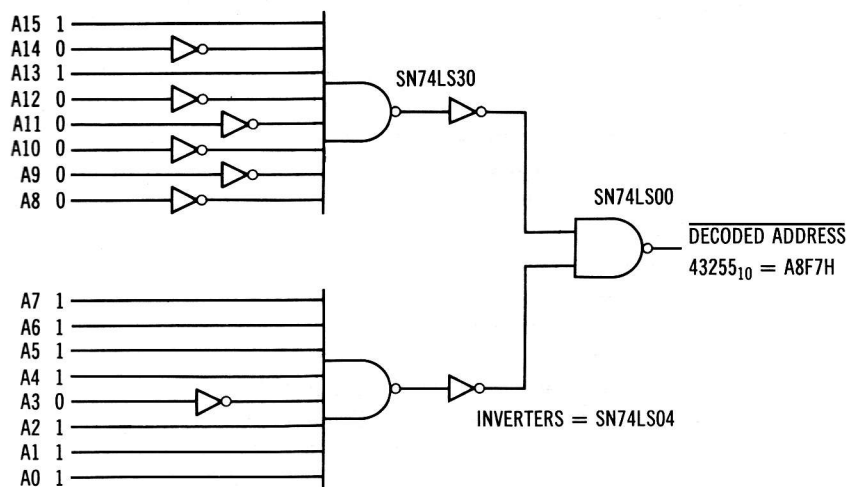 A15 1
A14 0
A13 1
A12 0
A11 0
A10 0
A9 0
A8 0
SN74LS30
SN74LS00
DECODED ADDRESS
43255₁₀ = A8F7H
A7 1
A6 1
A5 1
A4 1
A3 0
A2 1
A1 1
A0 1
INVERTERS = SN74LS04